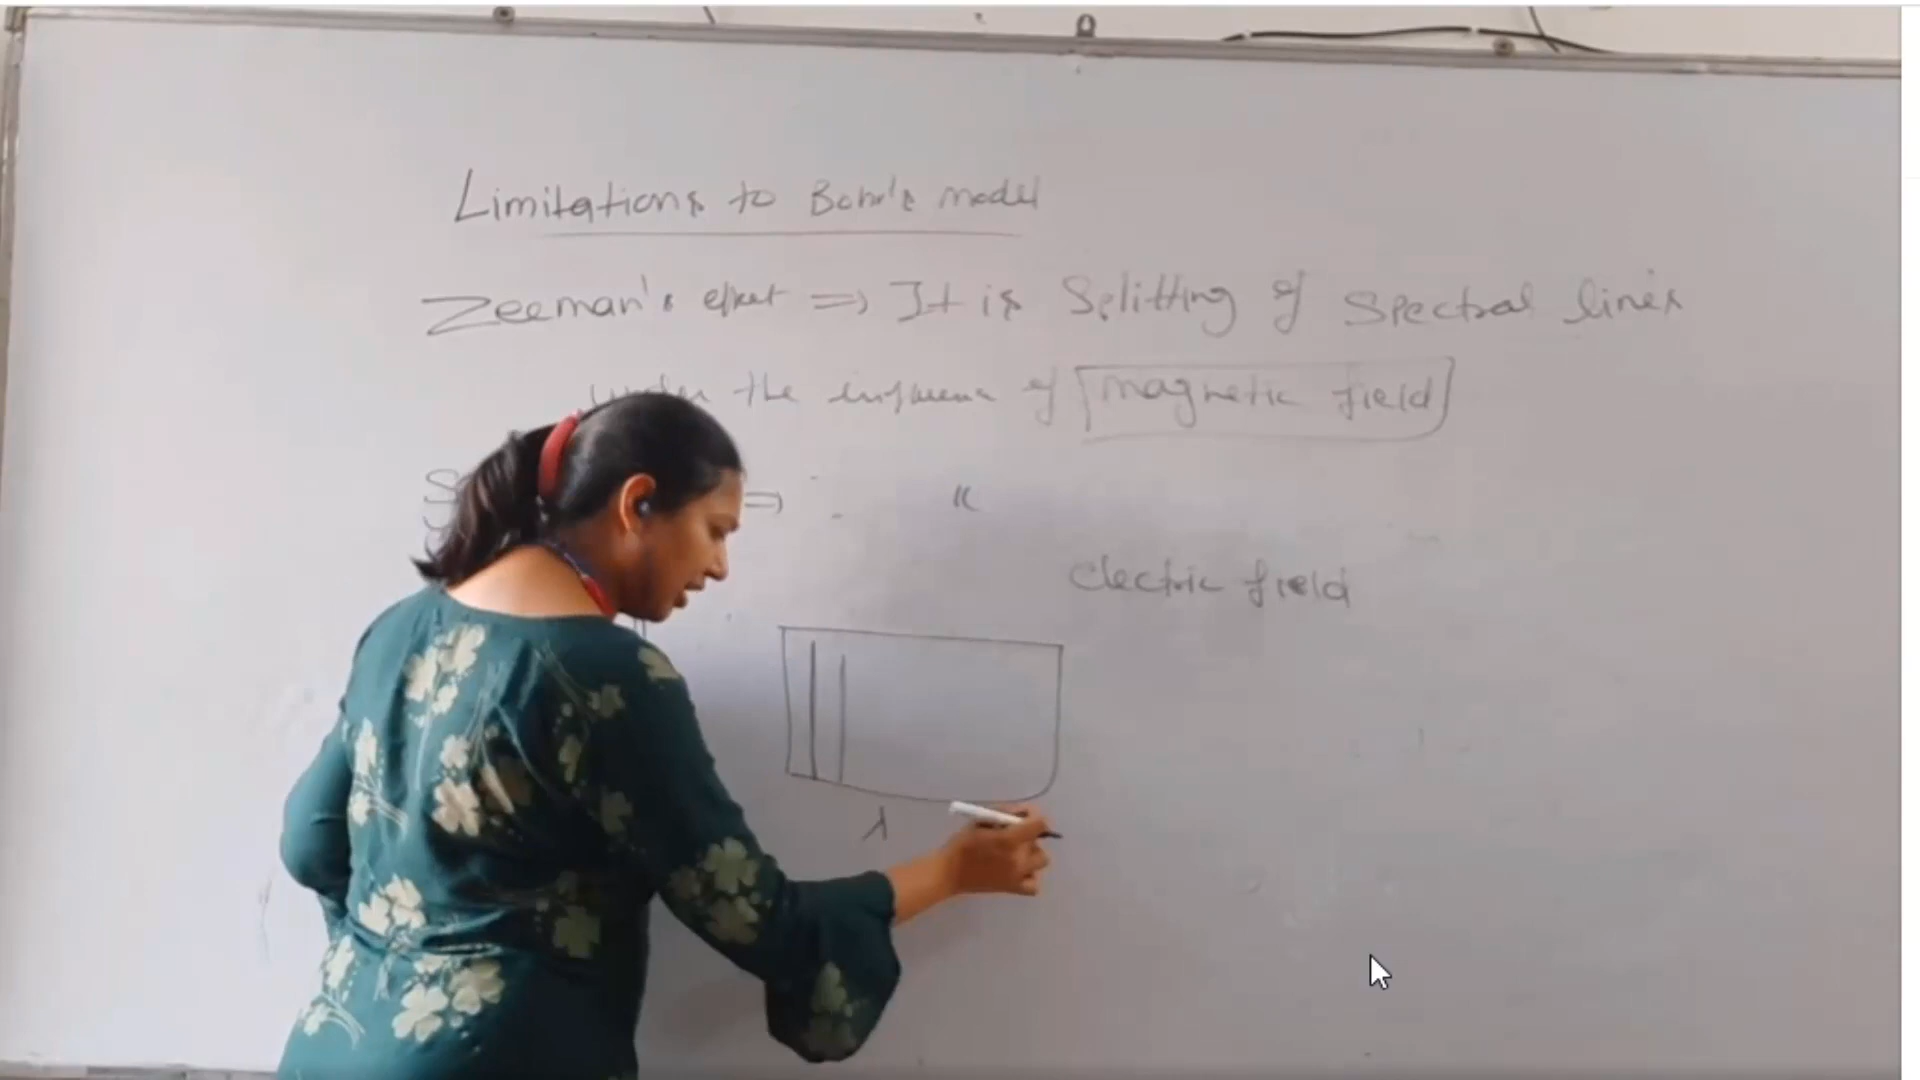 Limitations to Bohr's model
Zeeman's effect => It is Splitting of Spectral lines
under the influence of magnetic field
S => "
electric field
λ